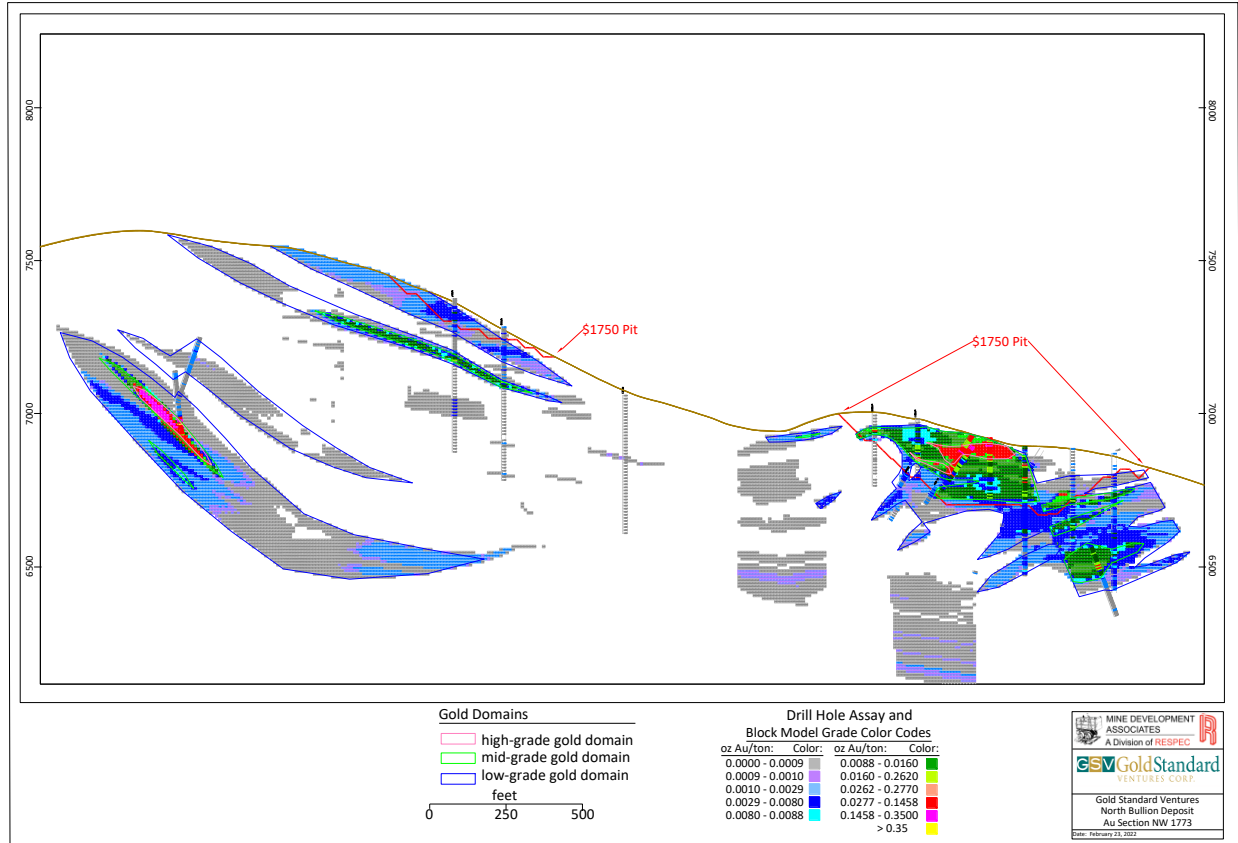 8000
8000
7500
7500
$1750 Pit
$1750 Pit
7000
7000
6500
6500
Gold Domains
high-grade gold domain
mid-grade gold domain
low-grade gold domain
feet
0 250 500
Drill Hole Assay and
Block Model Grade Color Codes
oz Au/ton: Color: oz Au/ton: Color:
0.0000 - 0.0009 0.0088 - 0.0160
0.0009 - 0.0010 0.0160 - 0.2620
0.0010 - 0.0029 0.0262 - 0.2770
0.0029 - 0.0080 0.0277 - 0.1458
0.0080 - 0.0088 0.1458 - 0.3500
> 0.35
MINE DEVELOPMENT
ASSOCIATES
A Division of RESPEC
GSV Gold Standard
VENTURES CORP.
Gold Standard Ventures
North Bullion Deposit
Au Section NW 1773
Date: February 23, 2022